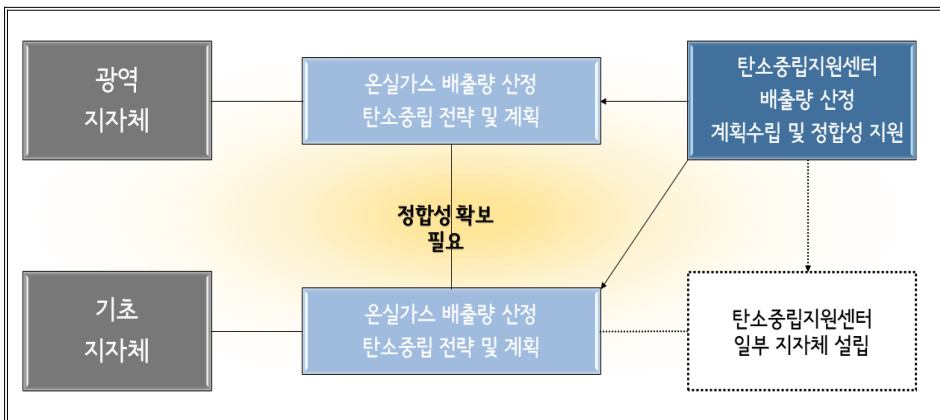 광역
지자체
온실가스 배출량 산정
탄소중립 전략 및 계획
탄소중립지원센터
배출량 산정
계획수립 및 정합성 지원
정합성 확보
필요
기초
지자체
온실가스 배출량 산정
탄소중립 전략 및 계획
탄소중립지원센터
일부 지자체 설립